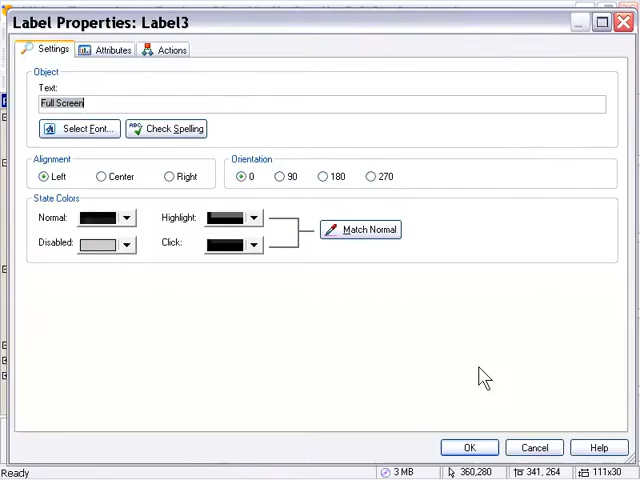 Label Properties: Label3
Settings Attributes Actions
Object
Text:
Full Screen
Select Font... ABC Check Spelling
Alignment Orientation
Left Center Right 0 90 180 270
State Colors
Normal: Highlight:
Match Normal
Disabled: Click:
OK Cancel Help
Ready 3 MB 360,280 341, 264 111x30